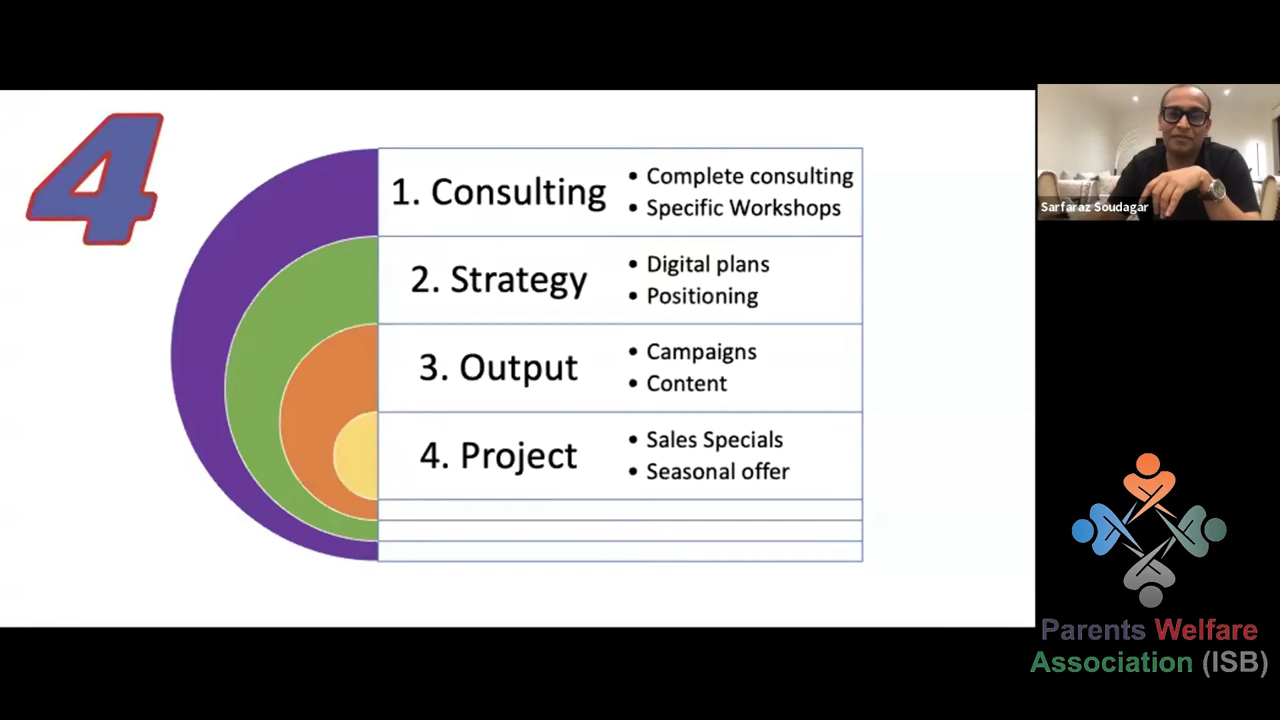 4
1. Consulting
• Complete consulting
• Specific Workshops
2. Strategy
• Digital plans
• Positioning
3. Output
• Campaigns
• Content
4. Project
• Sales Specials
• Seasonal offer
Sarfaraz Soudagar
Parents Welfare
Association (ISB)